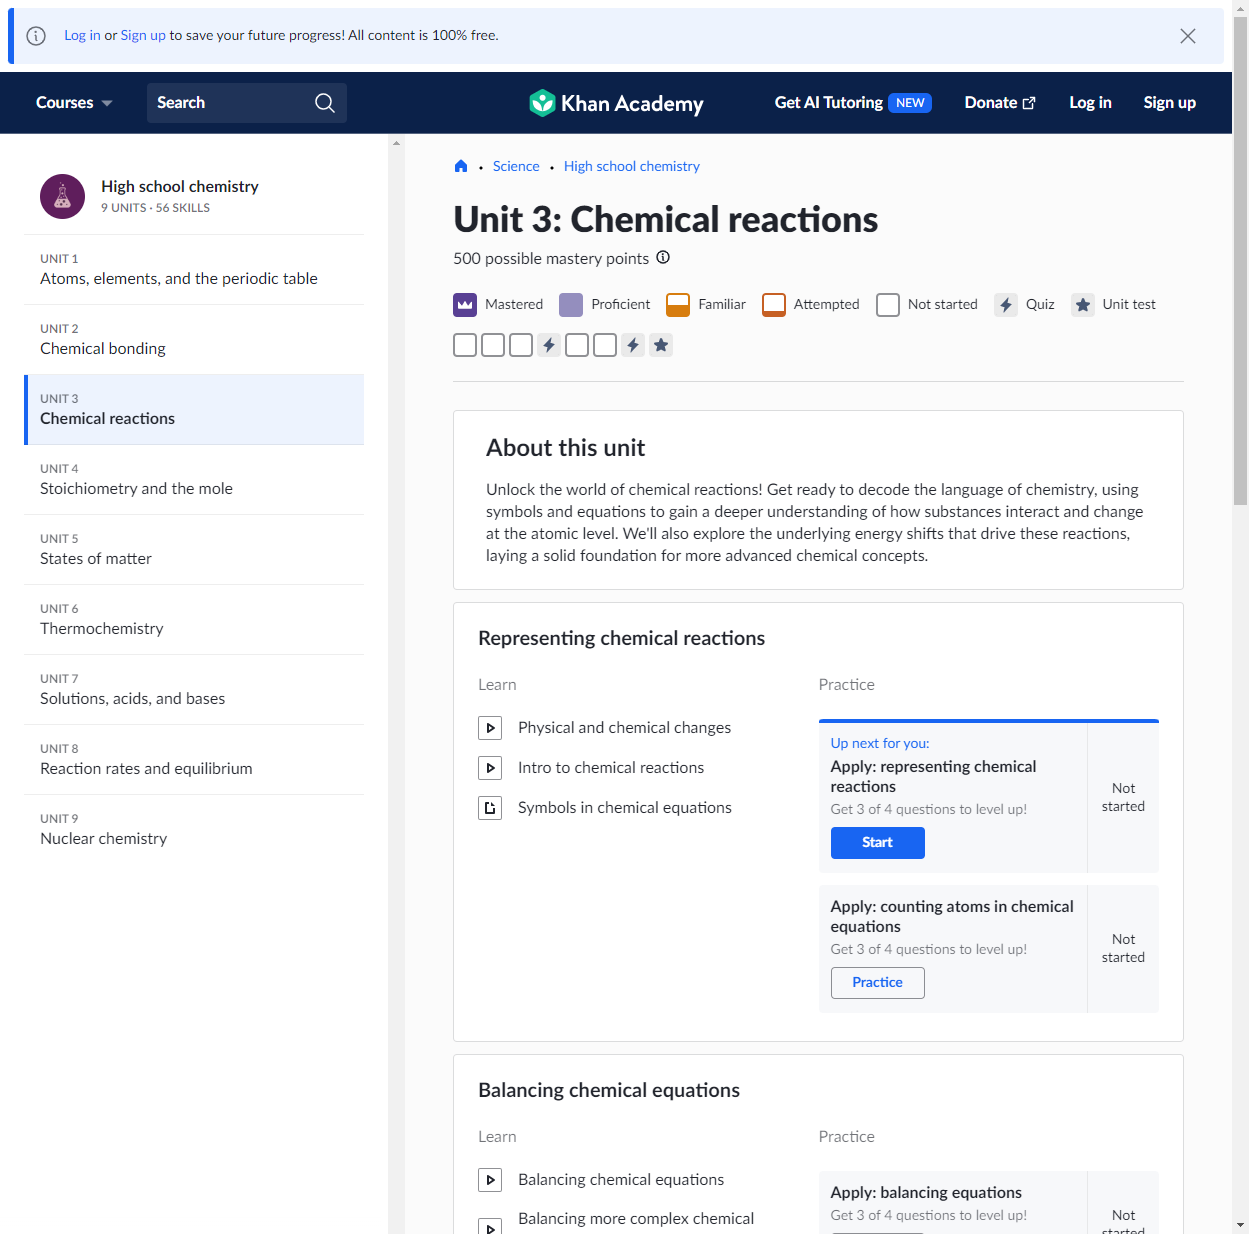 Log in or Sign up to save your future progress! All content is 100% free.
Courses
Search
Khan Academy
Get AI Tutoring NEW
Donate
Log in
Sign up
High school chemistry
9 UNITS · 56 SKILLS
UNIT 1
Atoms, elements, and the periodic table
UNIT 2
Chemical bonding
UNIT 3
Chemical reactions
UNIT 4
Stoichiometry and the mole
UNIT 5
States of matter
UNIT 6
Thermochemistry
UNIT 7
Solutions, acids, and bases
UNIT 8
Reaction rates and equilibrium
UNIT 9
Nuclear chemistry
• Science • High school chemistry
Unit 3: Chemical reactions
500 possible mastery points
Mastered Proficient Familiar Attempted Not started Quiz Unit test
About this unit
Unlock the world of chemical reactions! Get ready to decode the language of chemistry, using
symbols and equations to gain a deeper understanding of how substances interact and change
at the atomic level. We'll also explore the underlying energy shifts that drive these reactions,
laying a solid foundation for more advanced chemical concepts.
Representing chemical reactions
Learn
Physical and chemical changes
Intro to chemical reactions
Symbols in chemical equations
Practice
Up next for you:
Apply: representing chemical
reactions
Get 3 of 4 questions to level up!
Start
Not
started
Apply: counting atoms in chemical
equations
Get 3 of 4 questions to level up!
Practice
Not
started
Balancing chemical equations
Learn
Balancing chemical equations
Balancing more complex chemical
Practice
Apply: balancing equations
Get 3 of 4 questions to level up!
Not
started